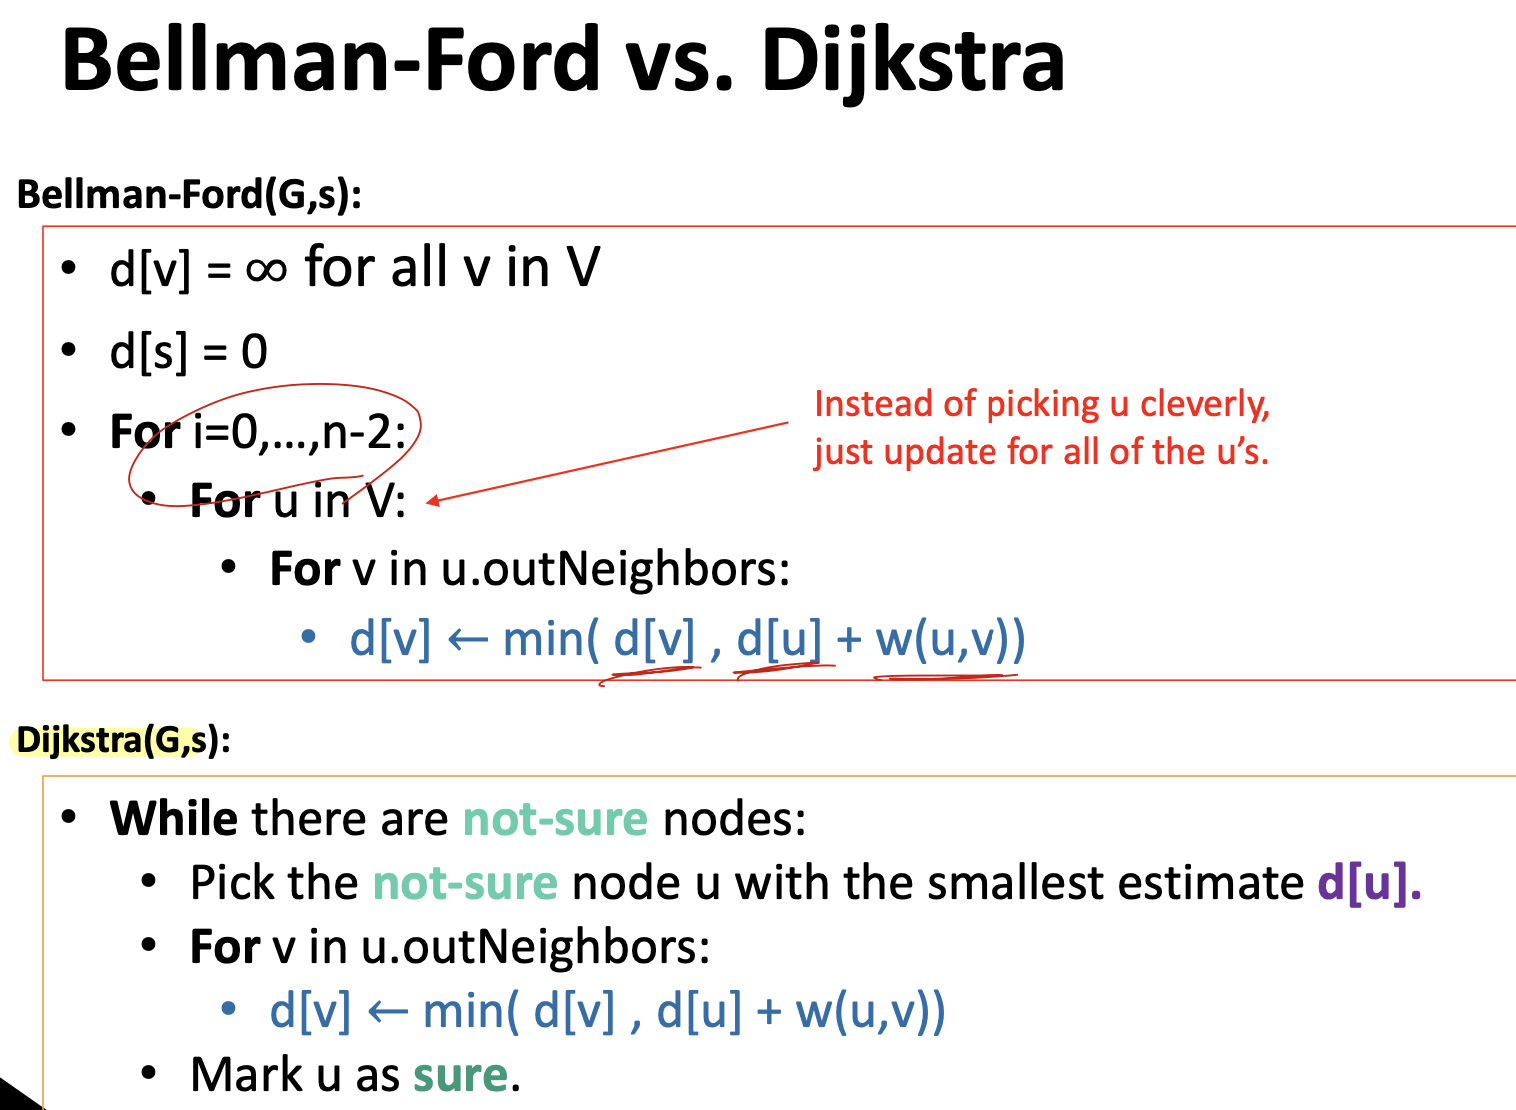 Bellman-Ford vs. Dijkstra
Bellman-Ford(G,s):
• d[v] = ∞ for all v in V
• d[s] = 0
• For i=0,...,n-2:
Instead of picking u cleverly,
just update for all of the u's.
• For u in V:
• For v in u.outNeighbors:
• d[v] ← min( d[v] , d[u] + w(u,v))
Dijkstra(G,s):
• While there are not-sure nodes:
• Pick the not-sure node u with the smallest estimate d[u].
• For v in u.outNeighbors:
• d[v] ← min( d[v] , d[u] + w(u,v))
• Mark u as sure.